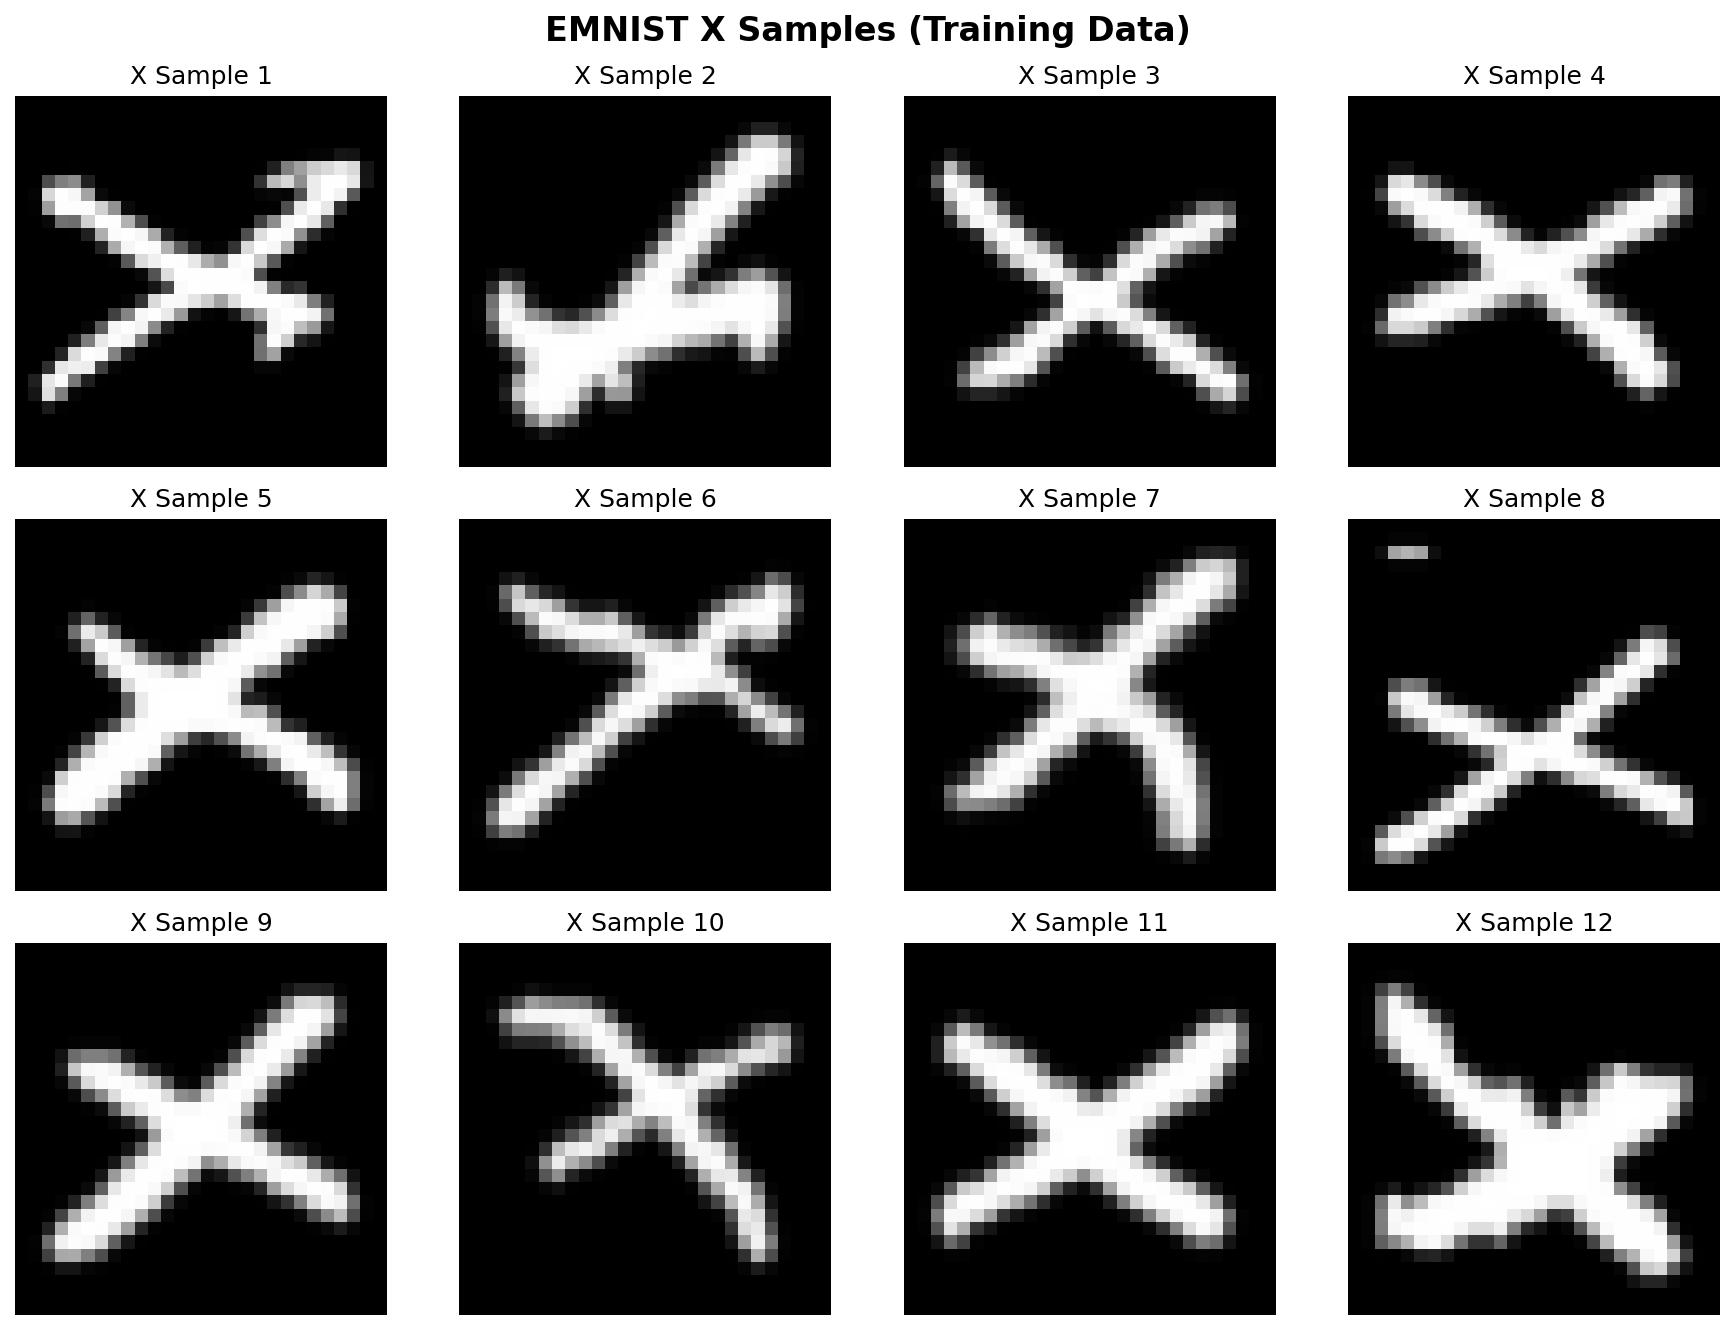 EMNIST X Samples (Training Data)
X Sample 1 X Sample 2 X Sample 3 X Sample 4
X X X X
X Sample 5 X Sample 6 X Sample 7 X Sample 8
X X X X
X Sample 9 X Sample 10 X Sample 11 X Sample 12
X X X X